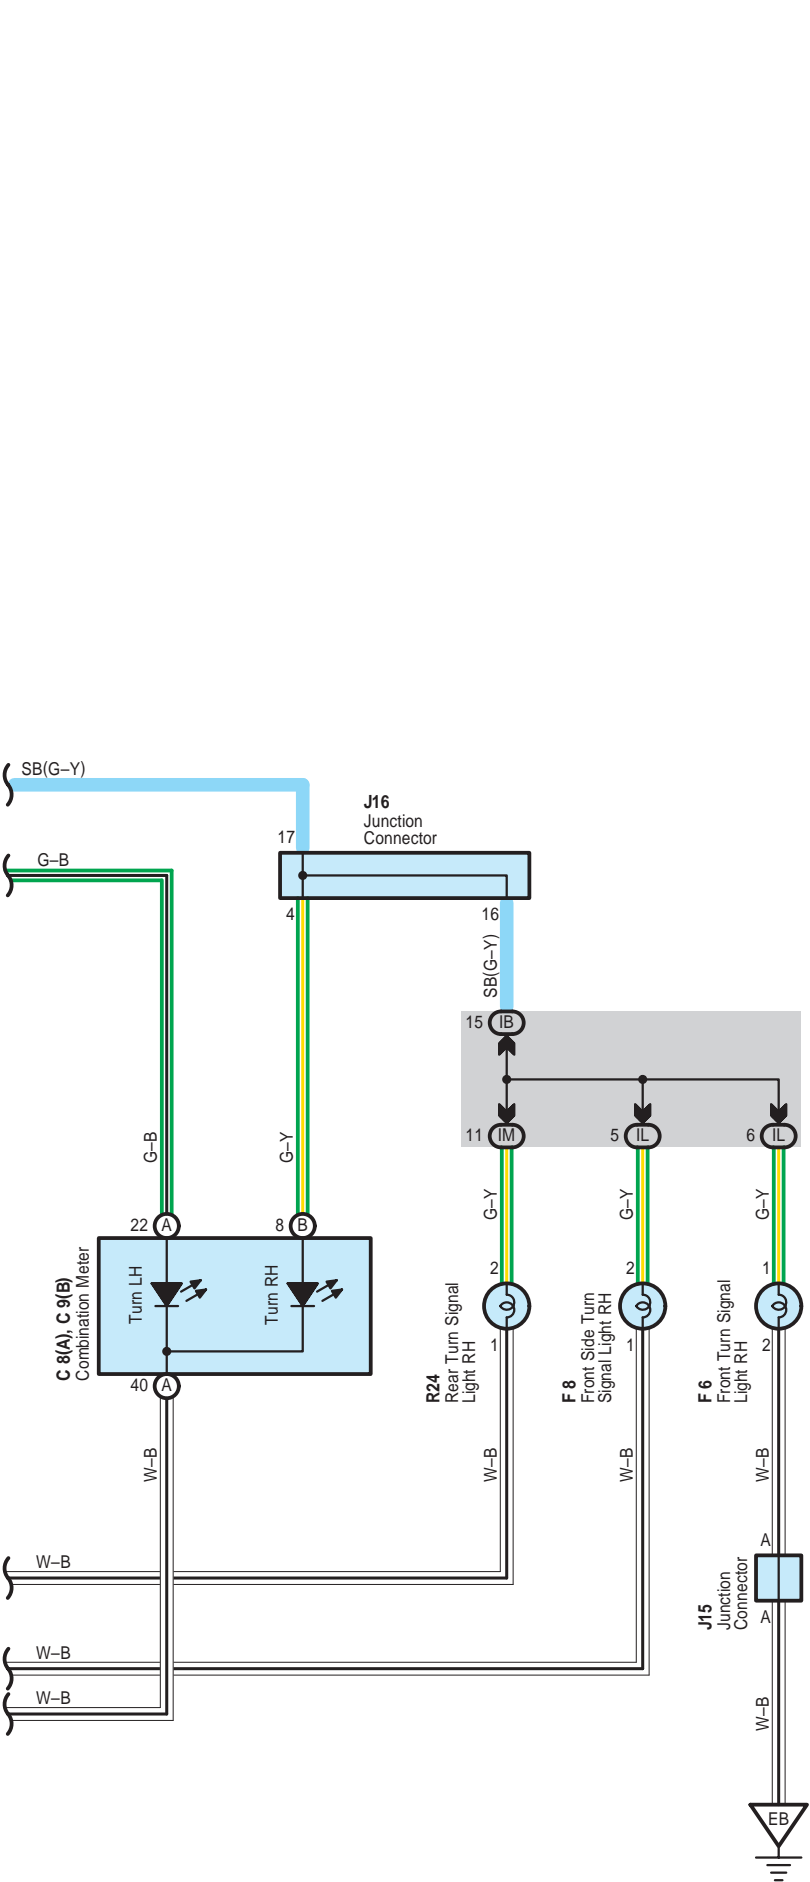 SB(G–Y)
J16
Junction
Connector
17
G–B
4
16
SB(G–Y)
15 IB
11 IM
5 IL
6 IL
G–B
G–Y
G–Y
G–Y
G–Y
22 A
8 B
C 8(A), C 9(B)
Combination Meter
Turn LH
Turn RH
2
2
1
R24
Rear Turn Signal
Light RH
F 8
Front Side Turn
Signal Light RH
F 6
Front Turn Signal
Light RH
1
1
2
40 A
W–B
W–B
W–B
W–B
A
W–B
J15
Junction
Connector
A
W–B
W–B
W–B
EB